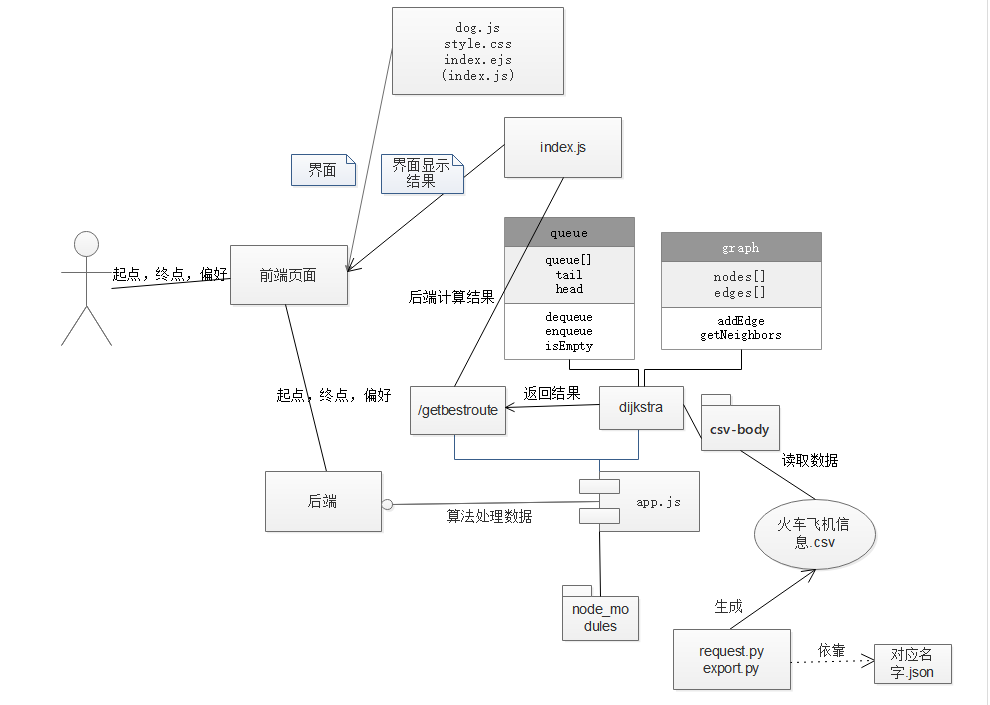 dog.js
style.css
index.ejs
(index.js)
index.js
界面
界面显示
结果
queue
queue[]
tail
head
dequeue
enqueue
isEmpty
graph
nodes[]
edges[]
addEdge
getNeighbors
起点，终点，偏好
前端页面
后端计算结果
起点，终点，偏好
/getbestroute
返回结果
dijkstra
csv-body
读取数据
后端
算法处理数据
app.js
火车飞机信
息.csv
node_mo
dules
生成
request.py
export.py
依靠
对应名
字.json